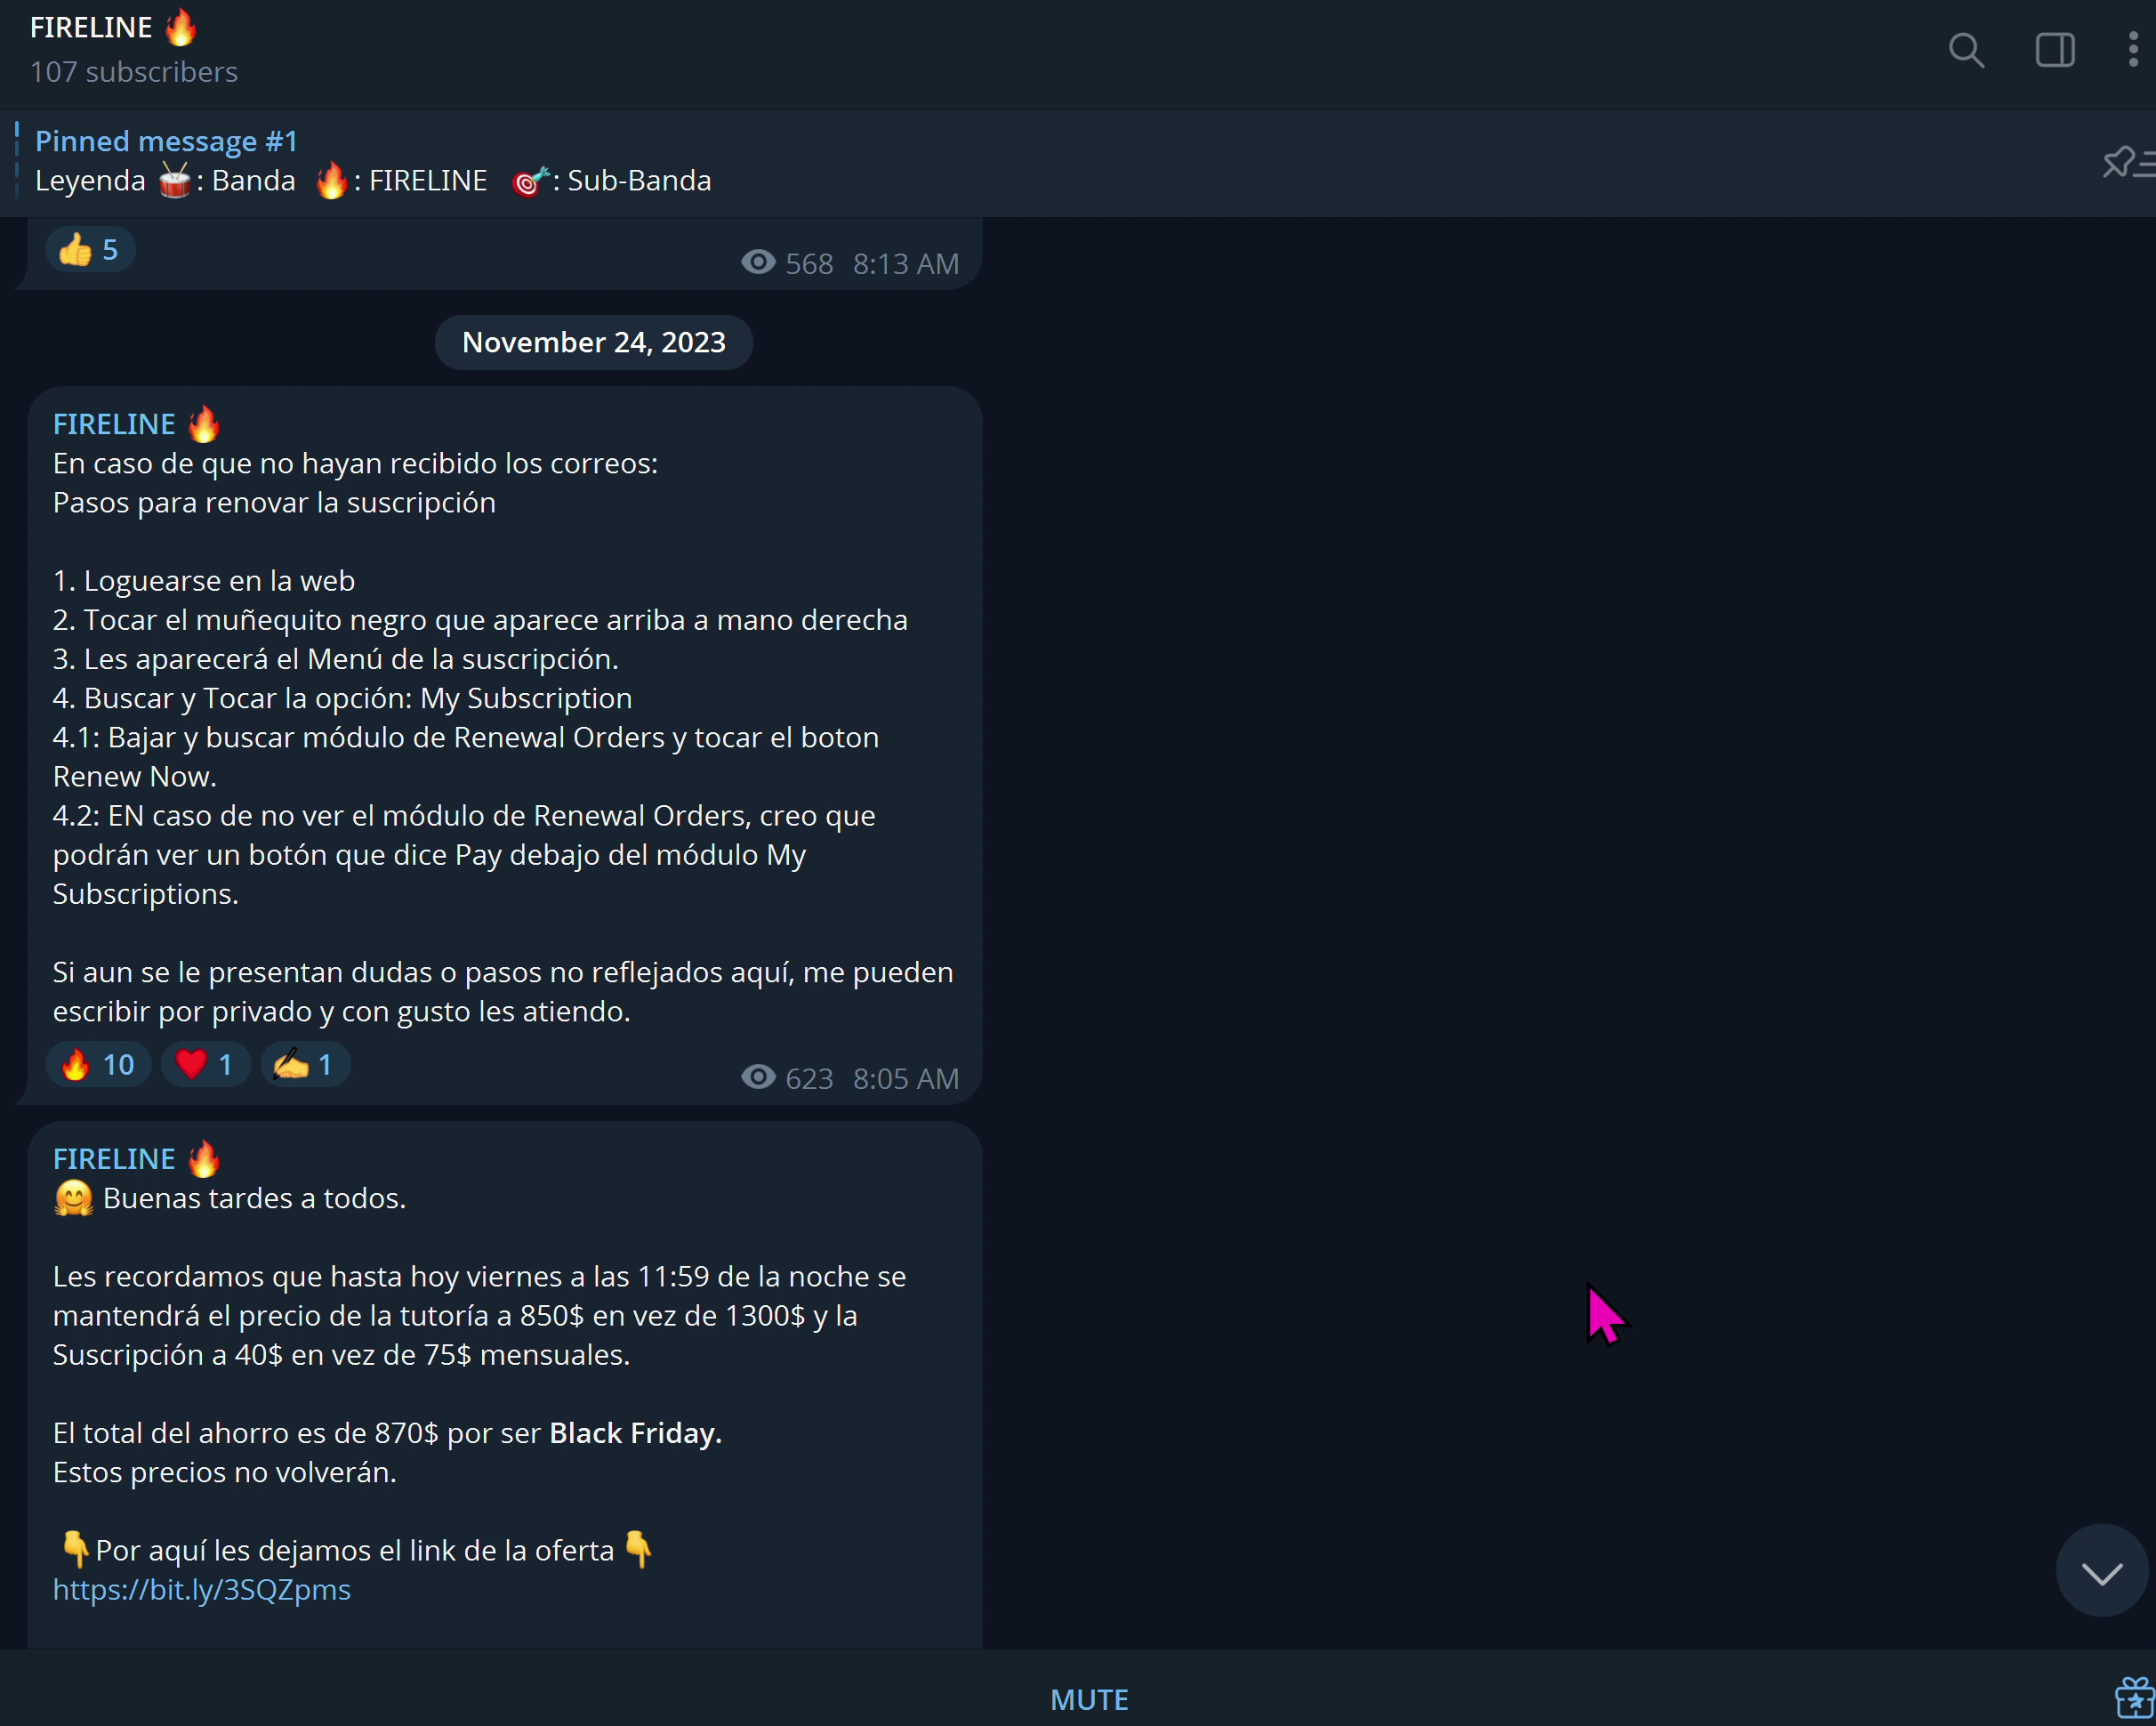 FIRELINE 🔥
107 subscribers
Pinned message #1
Leyenda 🥁: Banda 🔥: FIRELINE 🎯: Sub-Banda
👍 5
568 8:13 AM
November 24, 2023
FIRELINE 🔥
En caso de que no hayan recibido los correos:
Pasos para renovar la suscripción
1. Loguearse en la web
2. Tocar el muñequito negro que aparece arriba a mano derecha
3. Les aparecerá el Menú de la suscripción.
4. Buscar y Tocar la opción: My Subscription
4.1: Bajar y buscar módulo de Renewal Orders y tocar el boton
Renew Now.
4.2: EN caso de no ver el módulo de Renewal Orders, creo que
podrán ver un botón que dice Pay debajo del módulo My
Subscriptions.
Si aun se le presentan dudas o pasos no reflejados aquí, me pueden
escribir por privado y con gusto les atiendo.
🔥 10 ❤️ 1 ✍️ 1
623 8:05 AM
FIRELINE 🔥
🤗 Buenas tardes a todos.
Les recordamos que hasta hoy viernes a las 11:59 de la noche se
mantendrá el precio de la tutoría a 850$ en vez de 1300$ y la
Suscripción a 40$ en vez de 75$ mensuales.
El total del ahorro es de 870$ por ser Black Friday.
Estos precios no volverán.
👇Por aquí les dejamos el link de la oferta👇
https://bit.ly/3SQZpms
MUTE